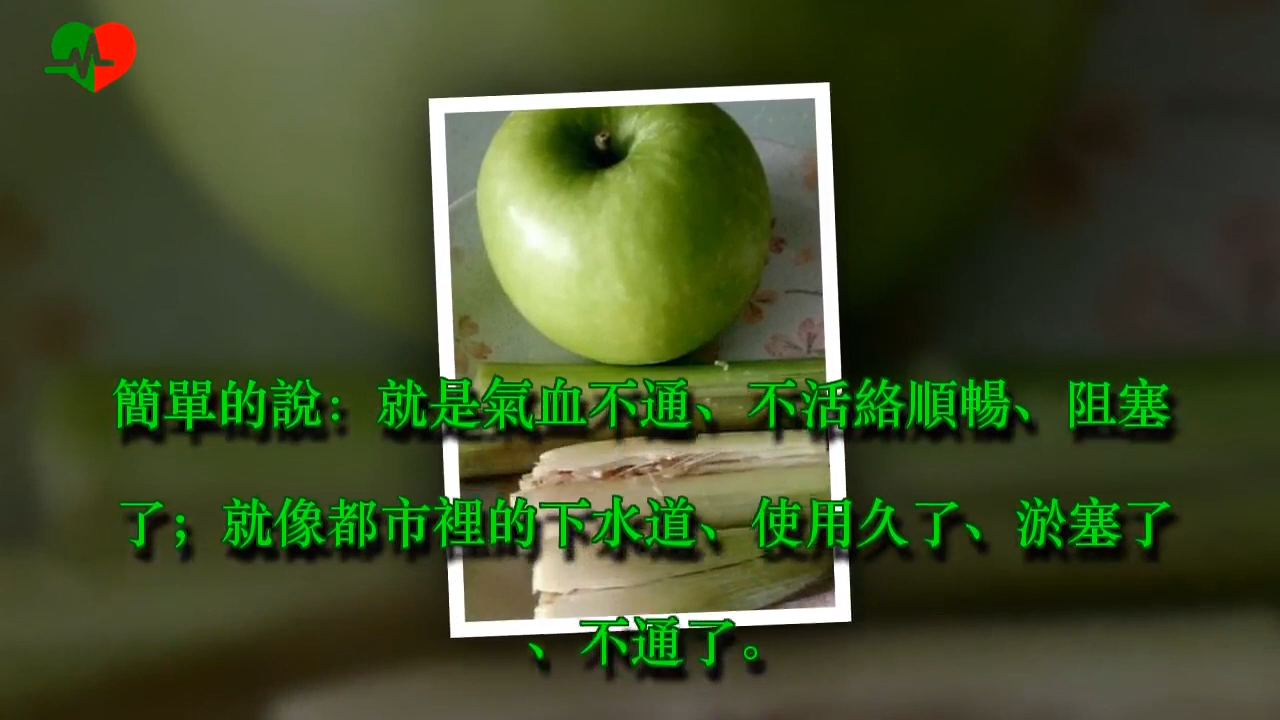 簡單的說：就是氣血不通、不活絡順暢、阻塞
了；就像都市裡的下水道、使用久了、淤塞了
、不通了。